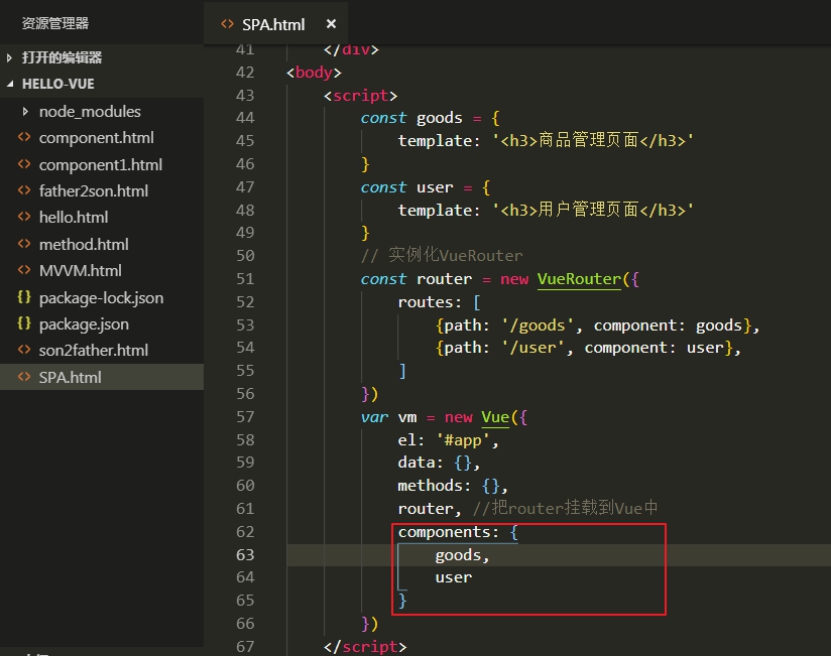 资源管理器
SPA.html ×
打开的编辑器
HELLO-VUE
node_modules
component.html
component1.html
father2son.html
hello.html
method.html
MVVM.html
package-lock.json
package.json
son2father.html
SPA.html
41 </div>
42 <body>
43 <script>
44 const goods = {
45 template: '<h3>商品管理页面</h3>'
46 }
47 const user = {
48 template: '<h3>用户管理页面</h3>'
49 }
50 // 实例化VueRouter
51 const router = new VueRouter({
52 routes: [
53 {path: '/goods', component: goods},
54 {path: '/user', component: user},
55 ]
56 })
57 var vm = new Vue({
58 el: '#app',
59 data: {},
60 methods: {},
61 router, //把router挂载到Vue中
62 components: {
63 goods,
64 user
65 }
66 })
67 </script>